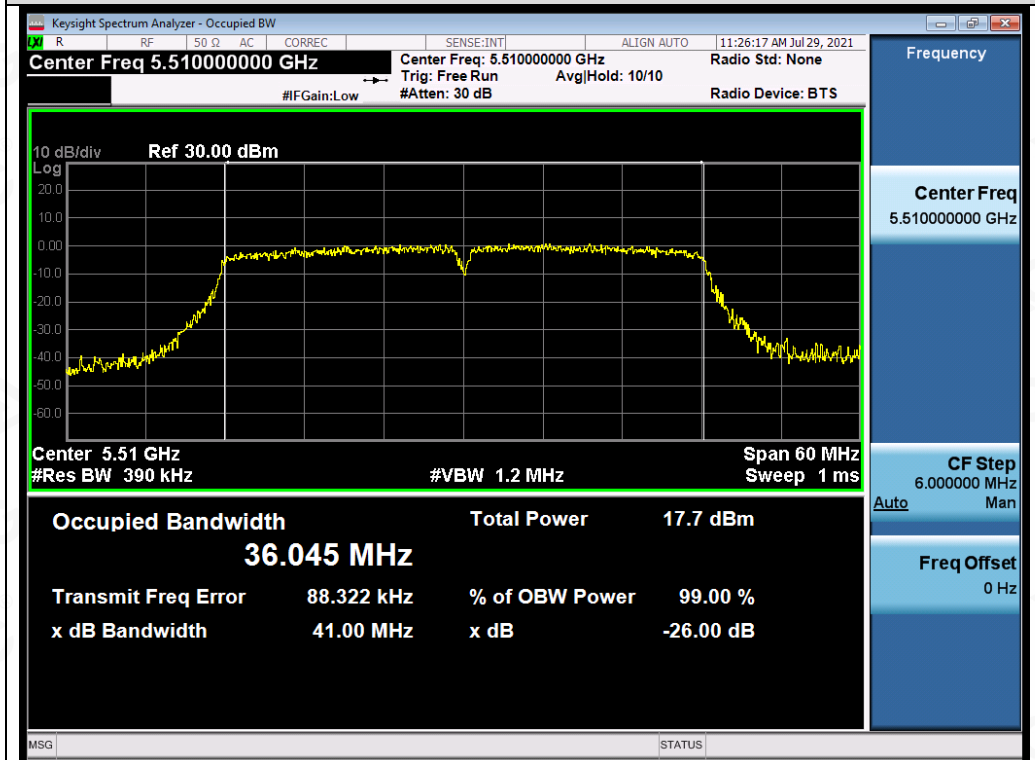 Keysight Spectrum Analyzer - Occupied BW
LXI R RF 50 Ω AC CORREC SENSE:INT ALIGN AUTO 11:26:17 AM Jul 29, 2021
Center Freq 5.510000000 GHz
Center Freq: 5.510000000 GHz
Radio Std: None
Trig: Free Run Avg|Hold: 10/10
#IFGain:Low
#Atten: 30 dB
Radio Device: BTS
10 dB/div Ref 30.00 dBm
Log
20.0
10.0
0.00
-10.0
-20.0
-30.0
-40.0
-50.0
-60.0
Center 5.51 GHz Span 60 MHz
#Res BW 390 kHz #VBW 1.2 MHz Sweep 1 ms
Occupied Bandwidth Total Power 17.7 dBm
36.045 MHz
Transmit Freq Error 88.322 kHz % of OBW Power 99.00 %
x dB Bandwidth 41.00 MHz x dB -26.00 dB
MSG STATUS
Frequency
Center Freq
5.510000000 GHz
CF Step
6.000000 MHz
Auto Man
Freq Offset
0 Hz